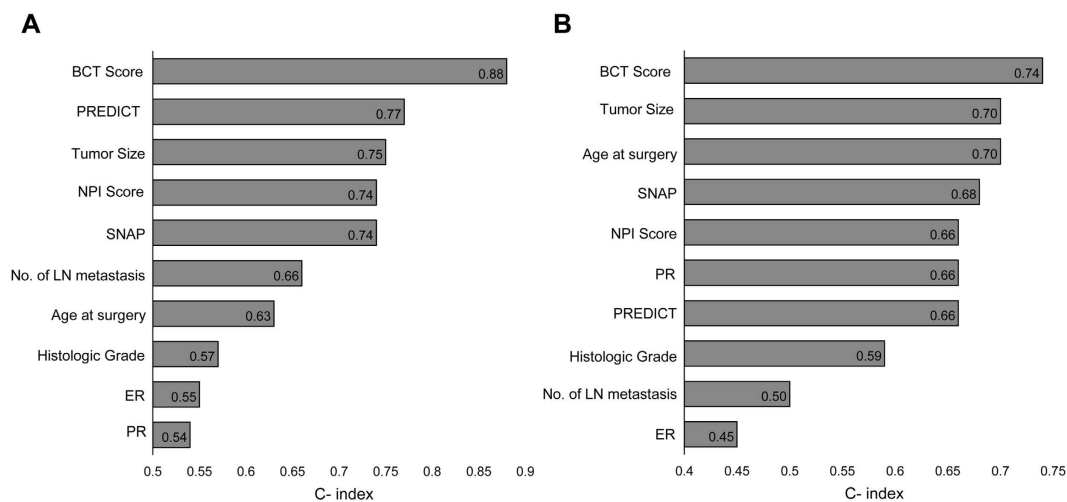 A
BCT Score 0.88
PREDICT 0.77
Tumor Size 0.75
NPI Score 0.74
SNAP 0.74
No. of LN metastasis 0.66
Age at surgery 0.63
Histologic Grade 0.57
ER 0.55
PR 0.54
0.5 0.55 0.6 0.65 0.7 0.75 0.8 0.85 0.9
C- index
B
BCT Score 0.74
Tumor Size 0.70
Age at surgery 0.70
SNAP 0.68
NPI Score 0.66
PR 0.66
PREDICT 0.66
Histologic Grade 0.59
No. of LN metastasis 0.50
ER 0.45
0.4 0.45 0.5 0.55 0.6 0.65 0.7 0.75
C- index